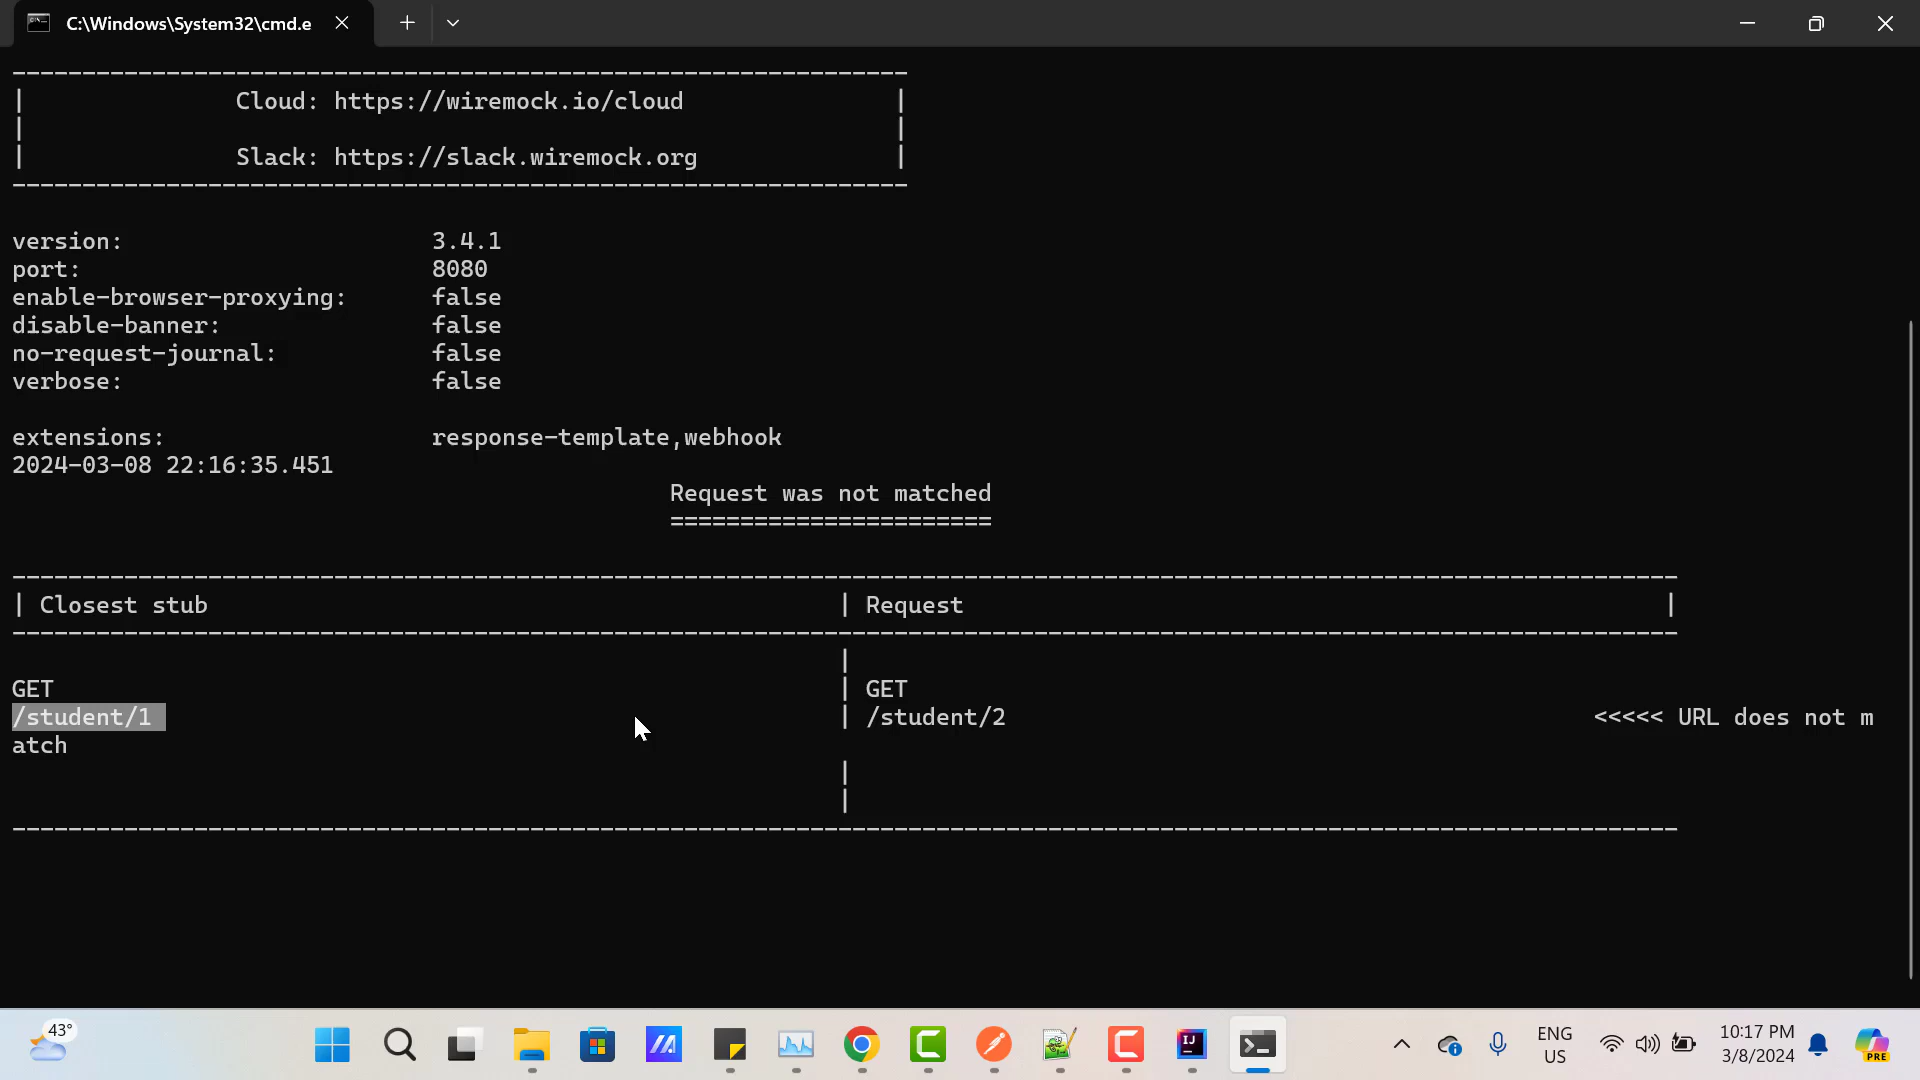 C:\Windows\System32\cmd.e
Cloud: https://wiremock.io/cloud
Slack: https://slack.wiremock.org
version: 3.4.1
port: 8080
enable-browser-proxying: false
disable-banner: false
no-request-journal: false
verbose: false
extensions: response-template,webhook
2024-03-08 22:16:35.451
Request was not matched
=======================
| Closest stub | Request |
GET | GET
/student/1 | /student/2 <<<<< URL does not m
atch
43°
ENG
US
10:17 PM
3/8/2024
PRE
IJ